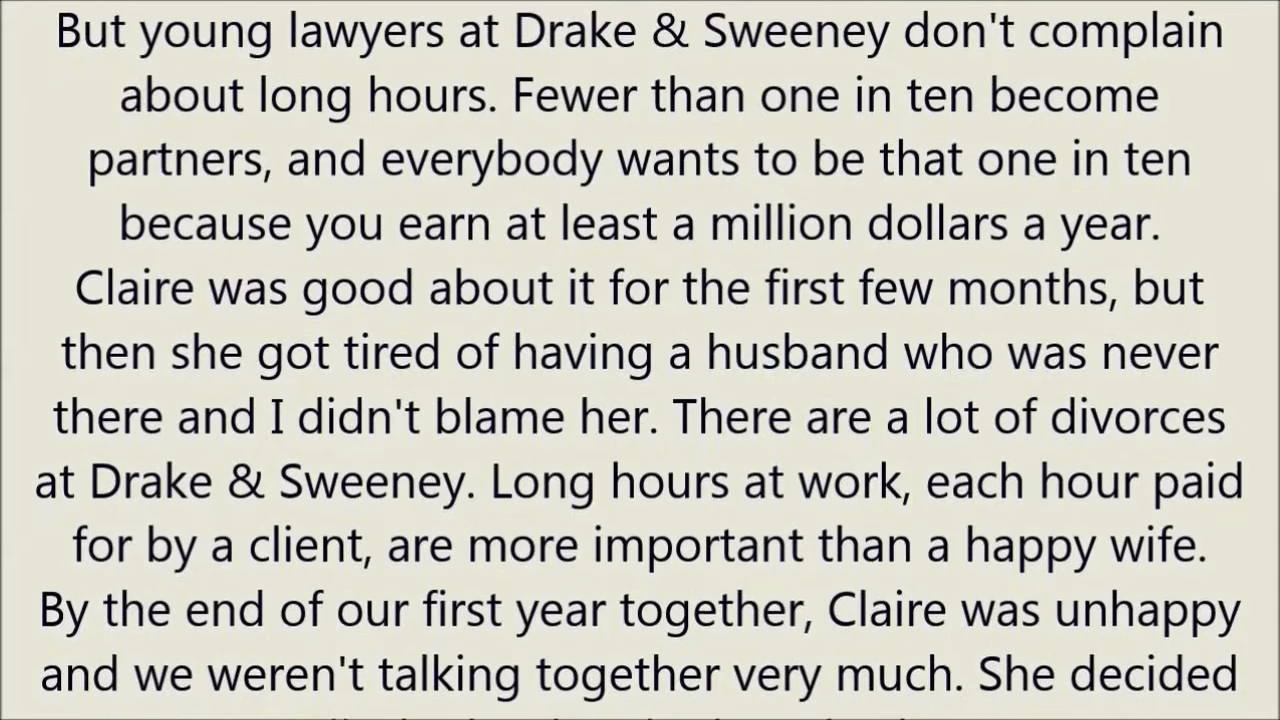 But young lawyers at Drake & Sweeney don't complain
about long hours. Fewer than one in ten become
partners, and everybody wants to be that one in ten
because you earn at least a million dollars a year.
Claire was good about it for the first few months, but
then she got tired of having a husband who was never
there and I didn't blame her. There are a lot of divorces
at Drake & Sweeney. Long hours at work, each hour paid
for by a client, are more important than a happy wife.
By the end of our first year together, Claire was unhappy
and we weren't talking together very much. She decided